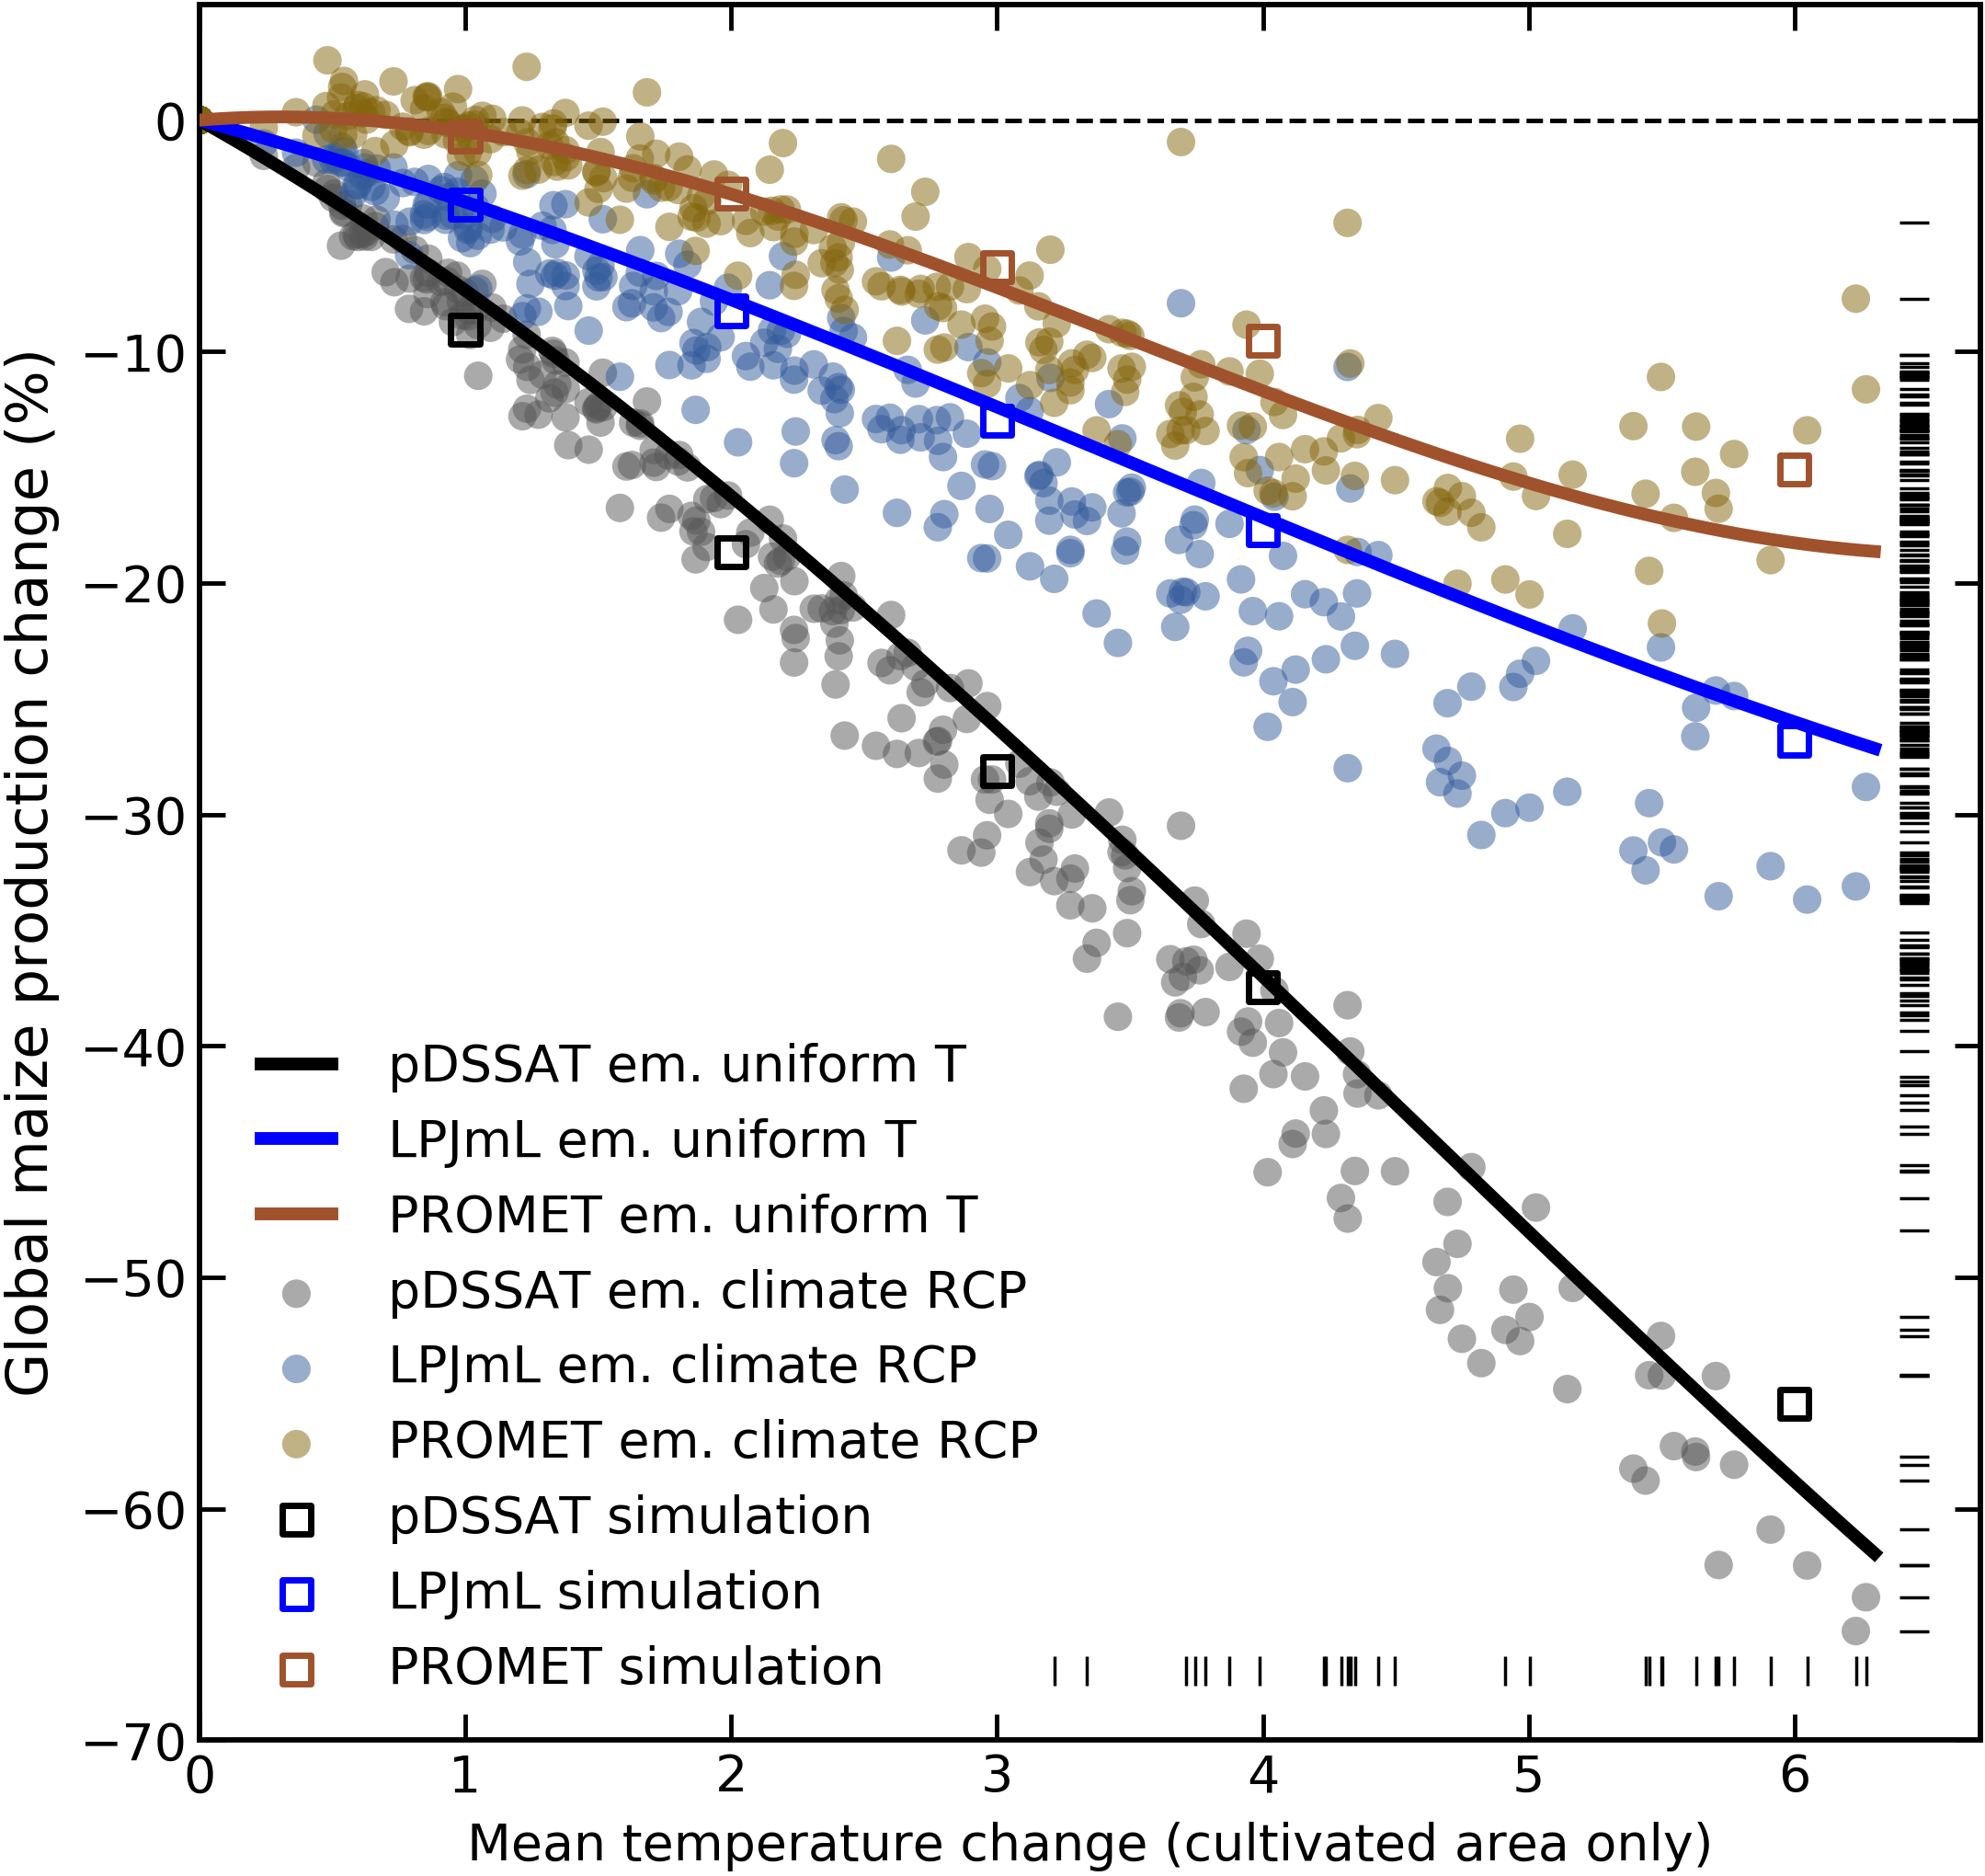 Global maize production change (%)
0
−10
−20
−30
−40
−50
−60
−70
pDSSAT em. uniform T
LPJmL em. uniform T
PROMET em. uniform T
pDSSAT em. climate RCP
LPJmL em. climate RCP
PROMET em. climate RCP
pDSSAT simulation
LPJmL simulation
PROMET simulation
0 1 2 3 4 5 6
Mean temperature change (cultivated area only)